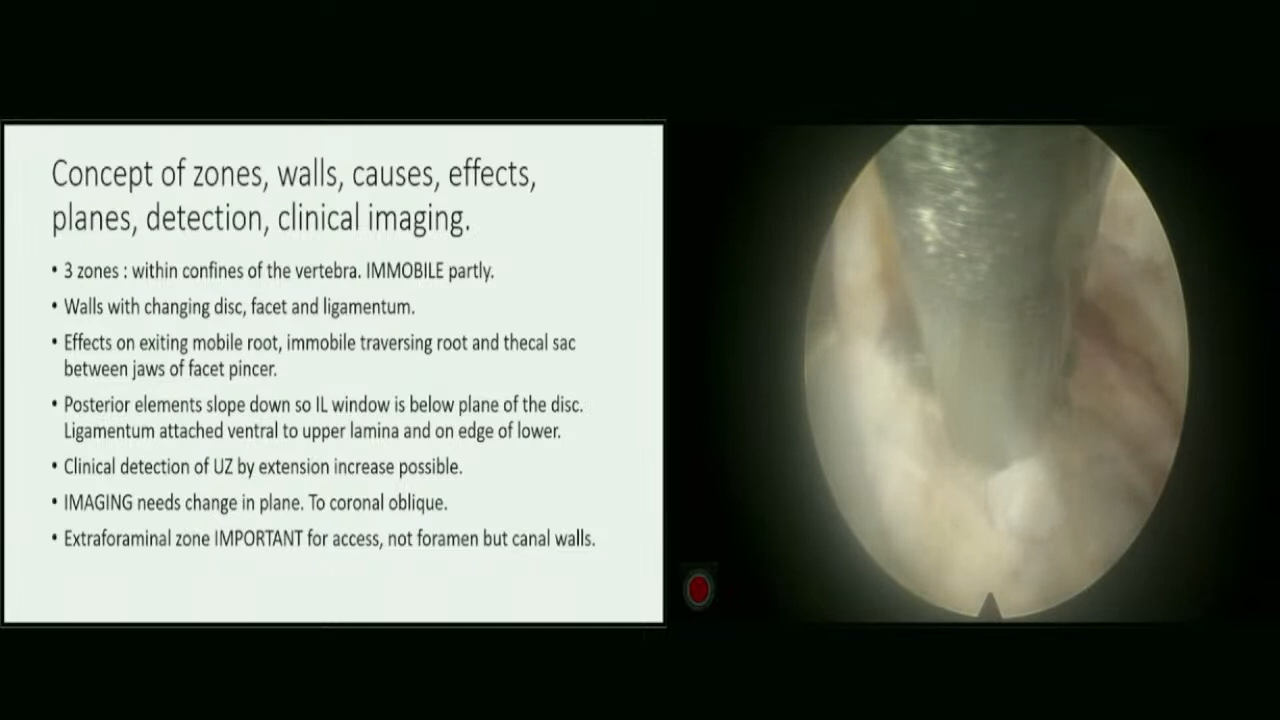 Concept of zones, walls, causes, effects,
planes, detection, clinical imaging.
• 3 zones : within confines of the vertebra. IMMOBILE partly.
• Walls with changing disc, facet and ligamentum.
• Effects on exiting mobile root, immobile traversing root and thecal sac
between jaws of facet pincer.
• Posterior elements slope down so IL window is below plane of the disc.
Ligamentum attached ventral to upper lamina and on edge of lower.
• Clinical detection of UZ by extension increase possible.
• IMAGING needs change in plane. To coronal oblique.
• Extraforaminal zone IMPORTANT for access, not foramen but canal walls.